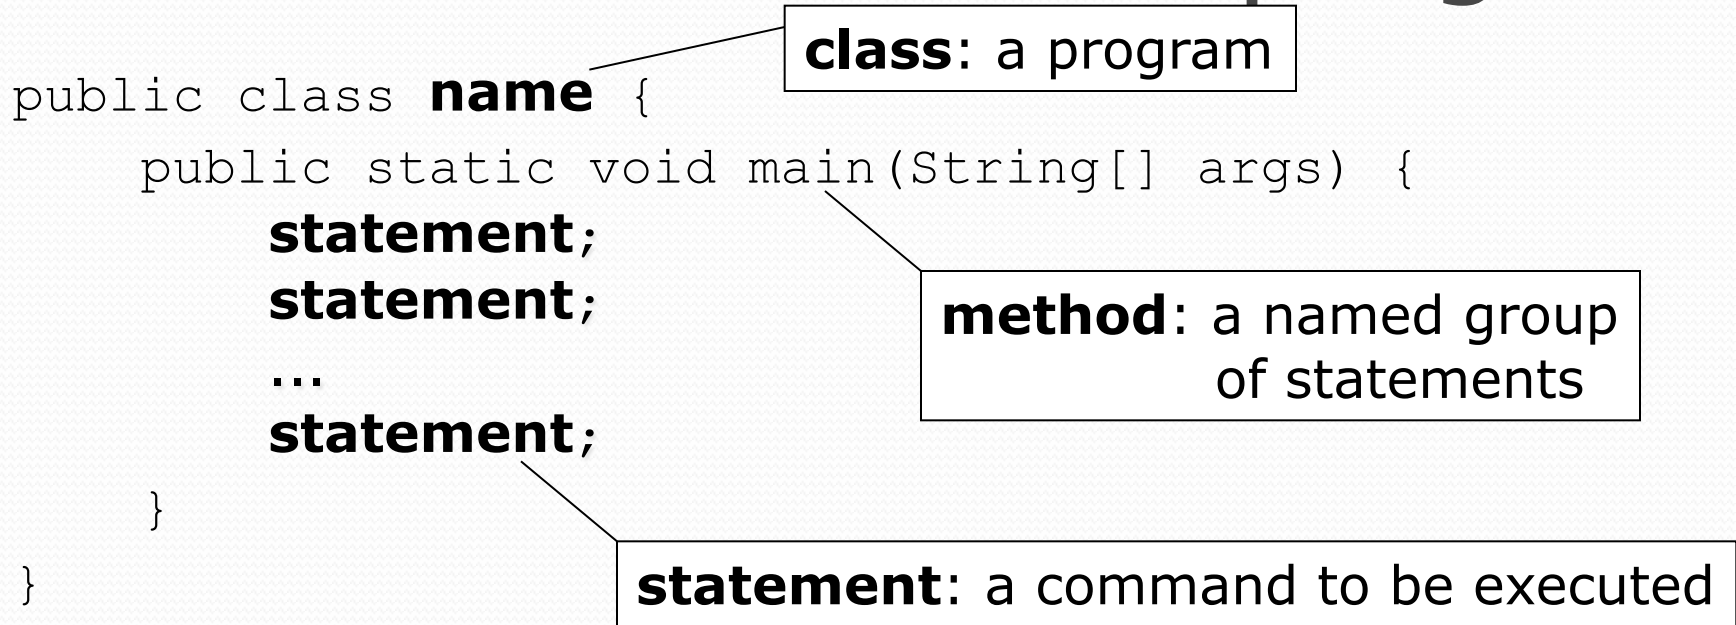 class: a program
public class name {
public static void main(String[] args) {
statement;
statement;
...
statement;
method: a named group
of statements
}
statement: a command to be executed
}